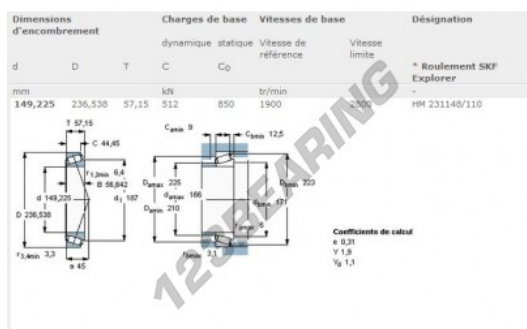 Dimensions d'encombrement Charges de base Vitesses de base Désignation
dynamique statique Vitesse de référence Vitesse limite
d D T C C0 * Roulement SKF Explorer
mm kN tr/min -
149,225 236,538 57,15 512 850 1900 2800 HM 231148/110
T 57,15
C 44,45
r1,2min 6,4
B 56,642
d 149,225
d1 187
D 236,538
r3,4min 3,3
a 45
Camin 9
Cbmin 12,5
Damax 225
damax 166
Damin 210
Dbmin 223
dbmin 171
ramax 6
rbmax 3,1
Coefficients de calcul
e 0,31
Y 1,9
Y0 1,1
123BEARING